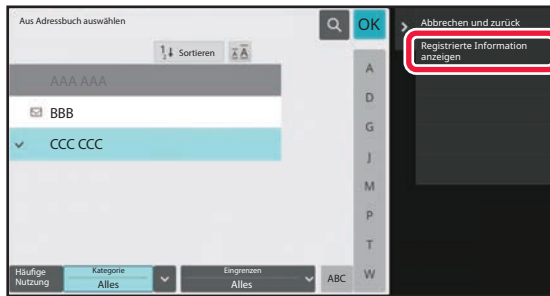 Aus Adressbuch auswählen
OK
Abbrechen und zurück
Registrierte Information
anzeigen
Sortieren
AAA AAA
BBB
CCC CCC
A
D
G
J
M
P
T
W
Häufige
Nutzung
Kategorie
Alles
Eingrenzen
Alles
ABC